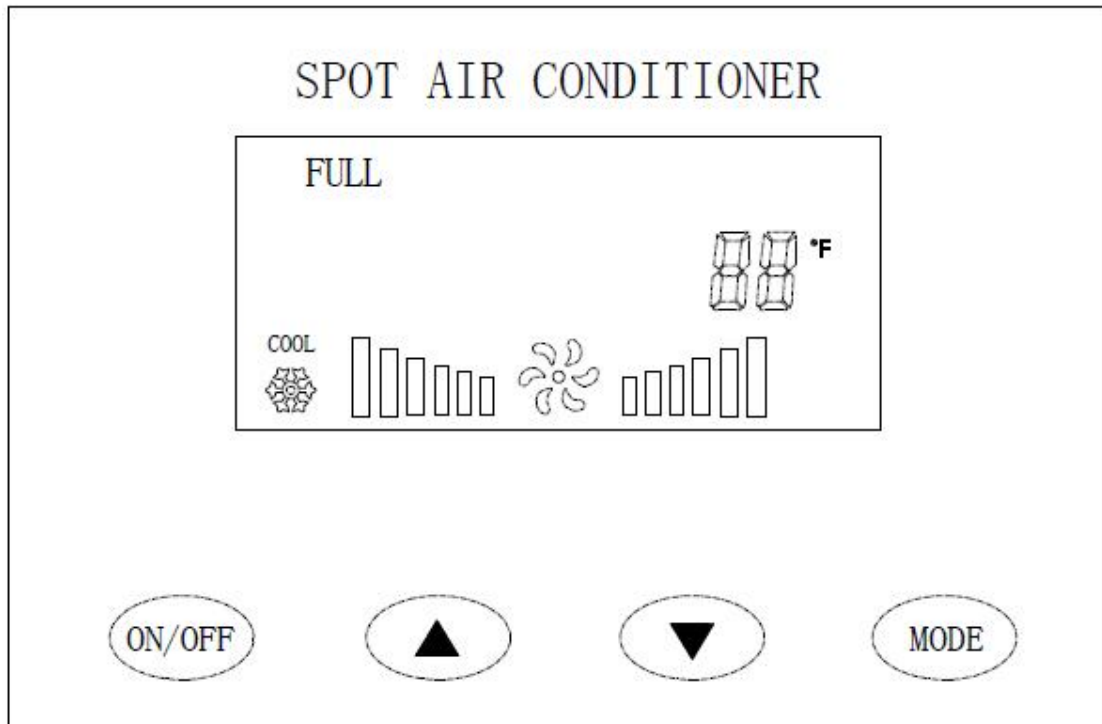 SPOT AIR CONDITIONER
FULL
88 °F
COOL
ON/OFF ▲ ▼ MODE